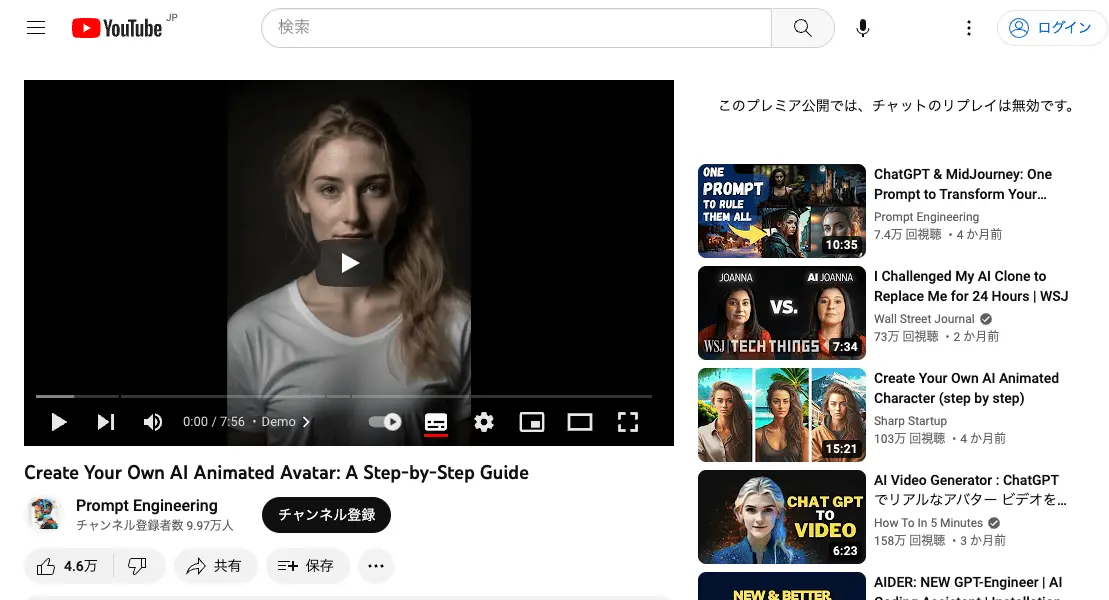 YouTube JP
検索
ログイン
このプレミア公開では、チャットのリプレイは無効です。
0:00 / 7:56 ・ Demo
Create Your Own AI Animated Avatar: A Step-by-Step Guide
Prompt Engineering
チャンネル登録者数 9.97万人
チャンネル登録
4.6万
共有
保存
ONE
PROMPT
TO RULE
THEM ALL
10:35
ChatGPT & MidJourney: One
Prompt to Transform Your…
Prompt Engineering
7.4万 回視聴 ・4 か月前
JOANNA
AI JOANNA
VS.
WSJ TECH THINGS
7:34
I Challenged My AI Clone to
Replace Me for 24 Hours | WSJ
Wall Street Journal
73万 回視聴 ・2 か月前
15:21
Create Your Own AI Animated
Character (step by step)
Sharp Startup
103万 回視聴 ・4 か月前
CHAT GPT
TO
VIDEO
6:23
AI Video Generator : ChatGPT
でリアルなアバター ビデオを…
How To In 5 Minutes
158万 回視聴 ・3 か月前
NEW & BETTER
AIDER: NEW GPT-Engineer | AI
Coding Assistant | Installation